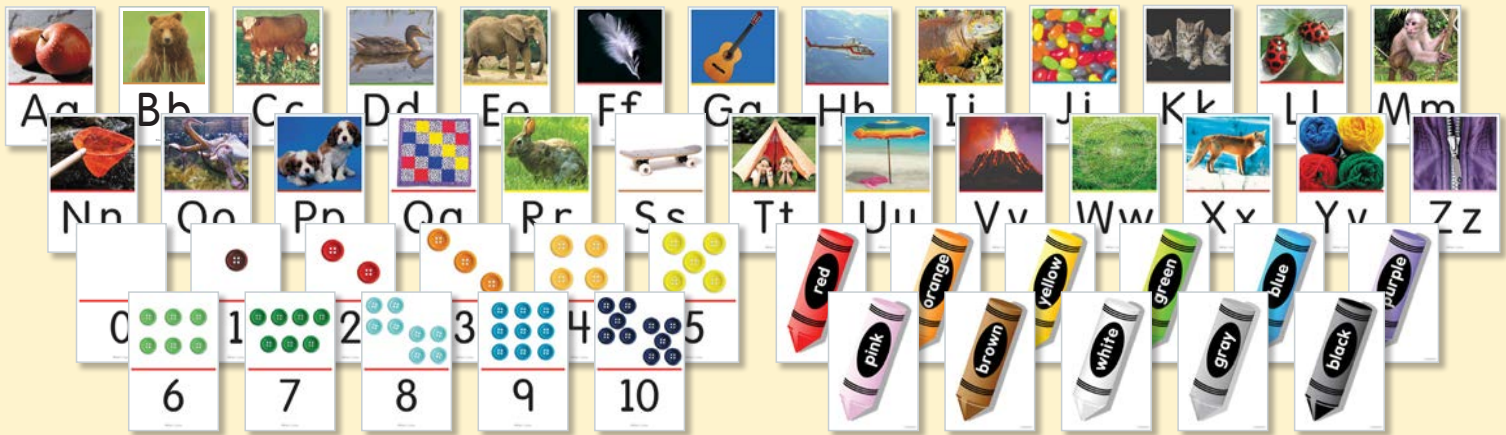 Aa Bb Cc Dd Ee Ff Gg Hh Ii Jj Kk Ll Mm
Nn Oo Pp Qq Rr Ss Tt Uu Vv Ww Xx Yy Zz
0 1 2 3 4 5
red orange yellow green blue purple
6 7 8 9 10
pink brown white gray black